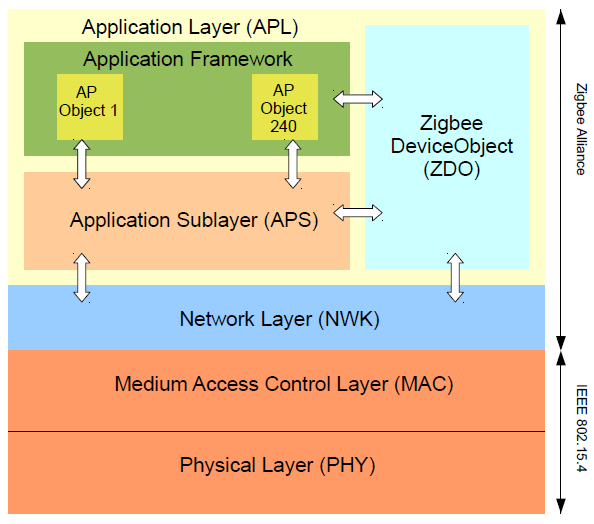 Application Layer (APL)
Application Framework
AP
Object 1
AP
Object
240
Zigbee
DeviceObject
(ZDO)
Application Sublayer (APS)
Network Layer (NWK)
Medium Access Control Layer (MAC)
Physical Layer (PHY)
Zigbee Alliance
IEEE 802.15.4